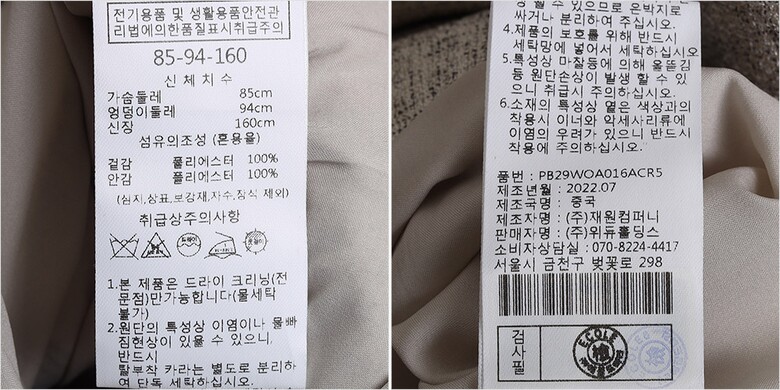 전기용품 및 생활용품안전관
리법에의한품질표시취급주의
85-94-160
신체치수
가슴둘레 85cm
엉덩이둘레 94cm
신장 160cm
섬유의조성 (혼용율)
겉감 폴리에스터 100%
안감 폴리에스터 100%
(심지,상표,보강재,자수,장식 제외)
취급상주의사항
드라이
1.본 제품은 드라이 크리닝(전
문점)만가능합니다(물세탁
불가)
2.원단의 특성상 이염이나 물빠
짐현상이 있을 수 있으니,
반드시
탈부착 카라는 별도로 분리하
여 단독 세탁하십시오.
할 수 있으므로 은박지로
싸거나 분리하여 주십시오.
4.제품의 보호를 위해 반드시
세탁망에 넣어서 세탁하십시오
5.특성상 마찰등에 의해 올뜯김
등 원단손상이 발생할 수 있
으니 취급시 주의하십시오.
6.소재의 특성상 옅은 색상과의
착용시 이너와 악세사리류에
이염의 우려가 있으니 반드시
착용에 주의하십시오.
품번 : PB29WOA016ACR5
제조년월 : 2022.07
제조국명 : 중국
제조자명 : (주)재원컴퍼니
판매자명 : (주)위듀홀딩스
소비자상담실 : 070-8224-4417
서울시 금천구 벚꽃로 298
검사필
ECOLE